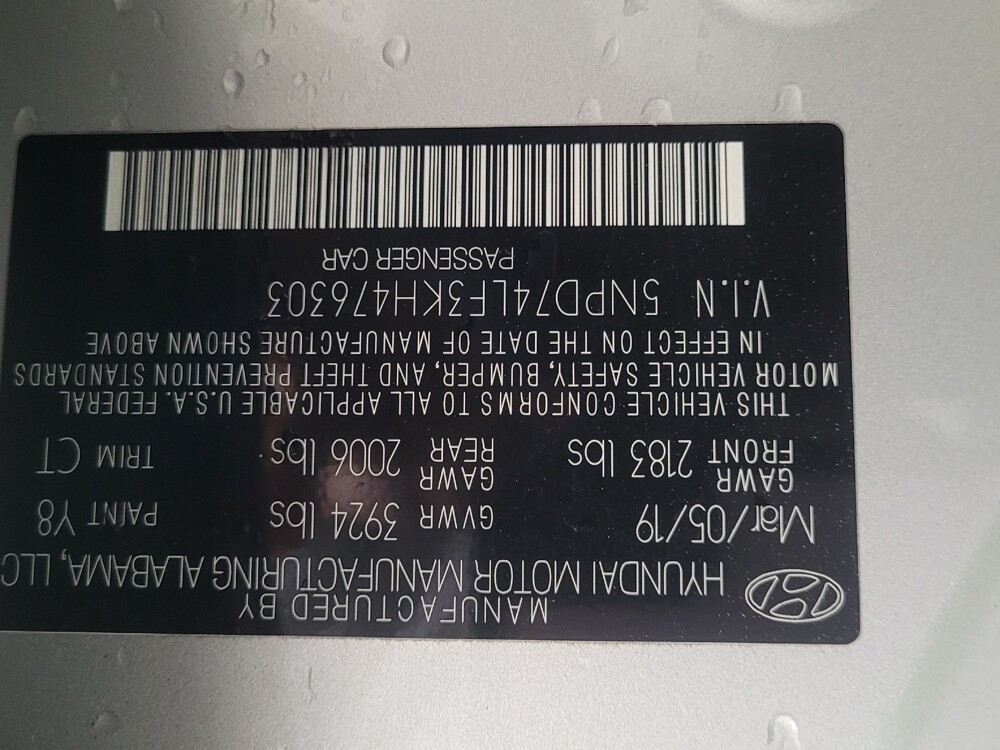 MANUFACTURED BY
HYUNDAI MOTOR MANUFACTURING ALABAMA, LLC
Mar/05/19 GVWR 3924 lbs PAINT Y8
GAWR FRONT 2183 lbs GAWR REAR 2006 lbs TRIM CT
THIS VEHICLE CONFORMS TO ALL APPLICABLE U.S.A. FEDERAL
MOTOR VEHICLE SAFETY, BUMPER, AND THEFT PREVENTION STANDARDS
IN EFFECT ON THE DATE OF MANUFACTURE SHOWN ABOVE
V.I.N 5NPD74LF3KH476303
PASSENGER CAR